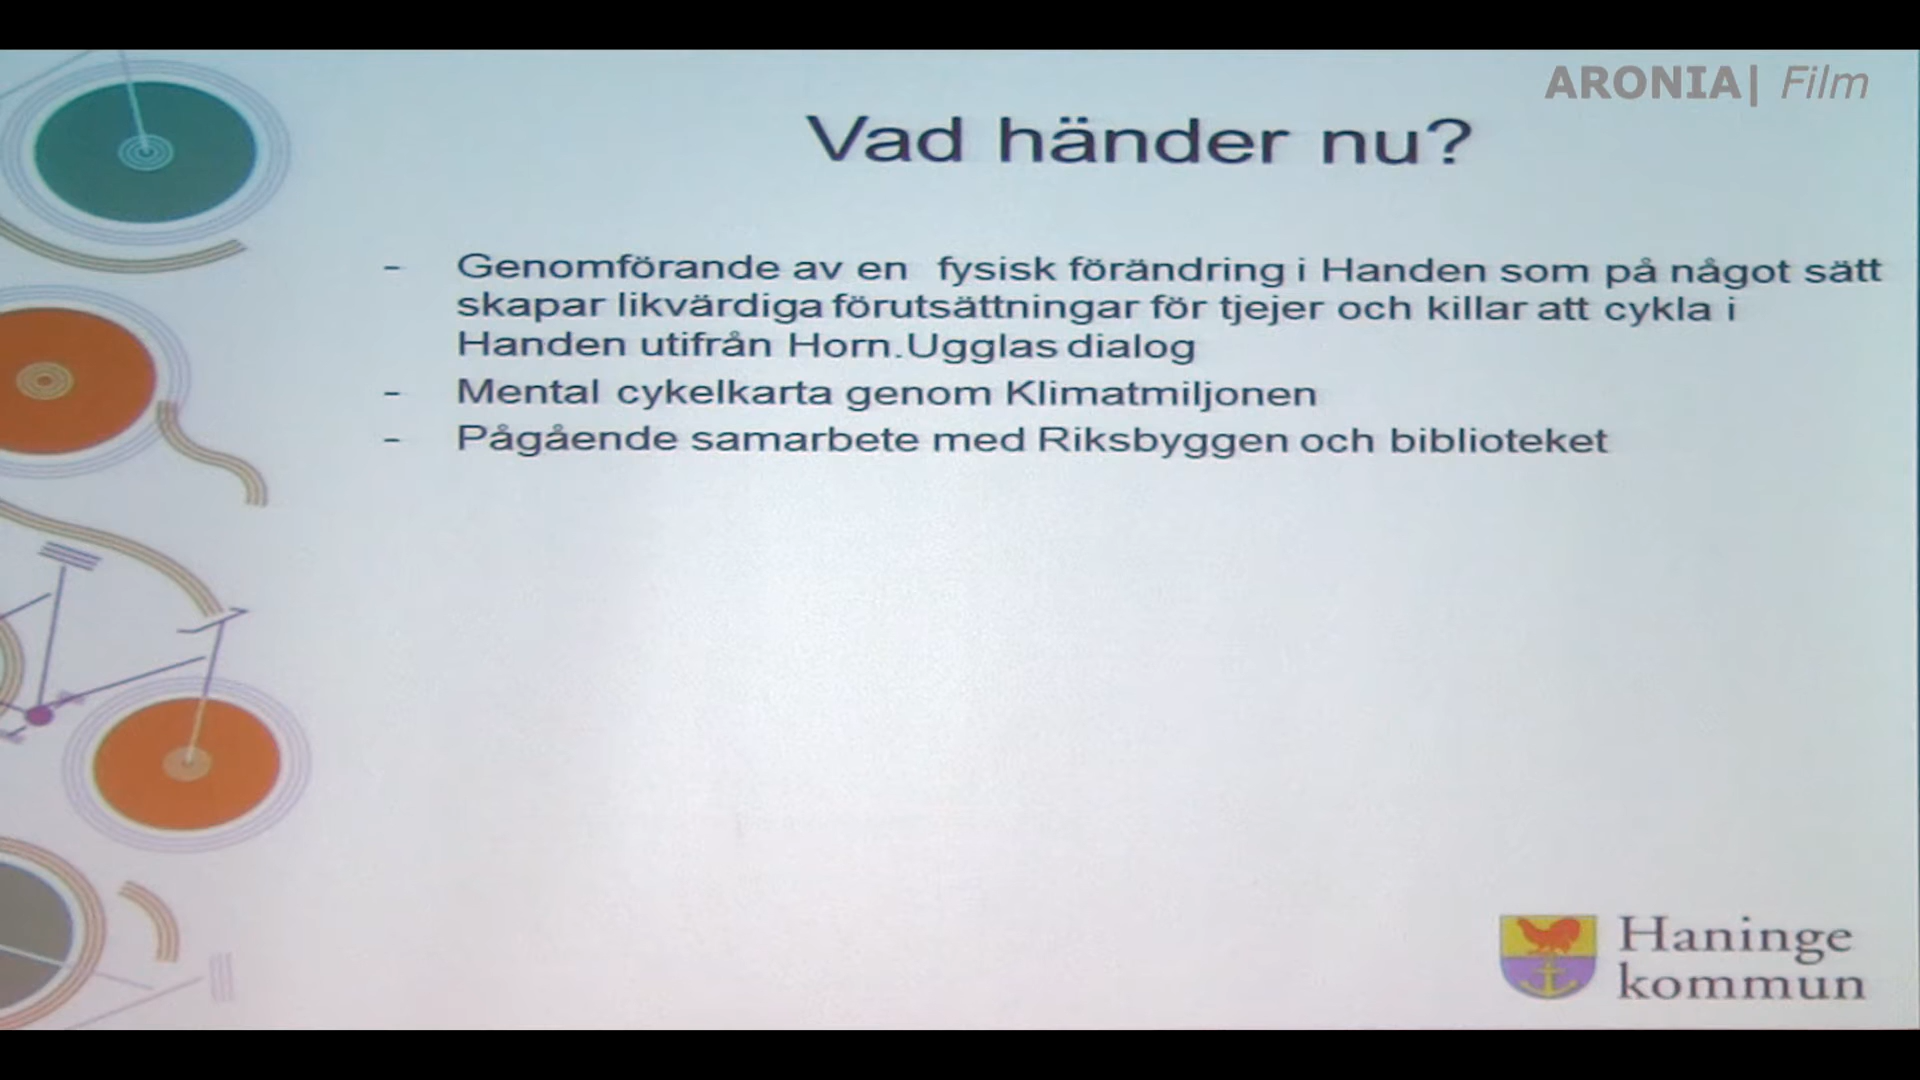 ARONIA| Film
Vad händer nu?
- Genomförande av en fysisk förändring i Handen som på något sätt
skapar likvärdiga förutsättningar för tjejer och killar att cykla i
Handen utifrån Horn.Ugglas dialog
- Mental cykelkarta genom Klimatmiljonen
- Pågående samarbete med Riksbyggen och biblioteket
Haninge
kommun